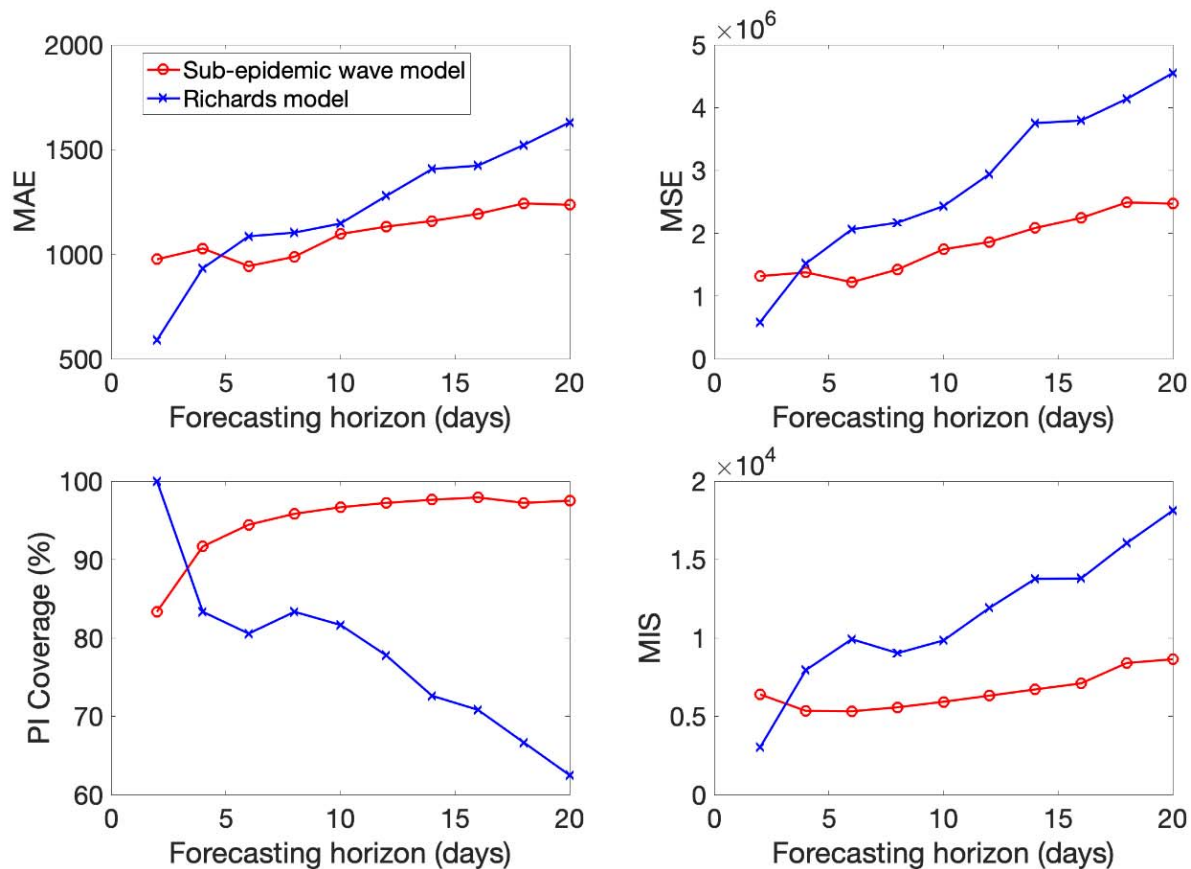 2000
1500
1000
500
MAE
Sub-epidemic wave model
Richards model
0 5 10 15 20
Forecasting horizon (days)
×10^6
5
4
3
2
1
0
MSE
0 5 10 15 20
Forecasting horizon (days)
100
90
80
70
60
PI Coverage (%)
0 5 10 15 20
Forecasting horizon (days)
×10^4
2
1.5
1
0.5
0
MIS
0 5 10 15 20
Forecasting horizon (days)